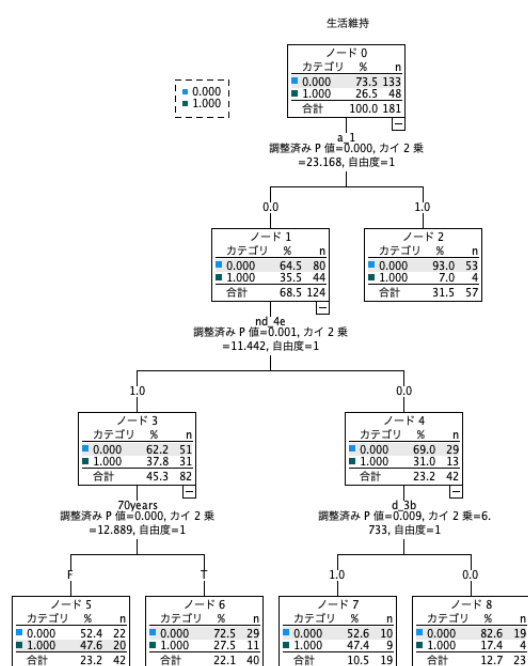 生活維持
ノード 0
カテゴリ % n
0.000 73.5 133
1.000 26.5 48
合計 100.0 181
0.000
1.000
a_1
調整済み P 値=0.000, カイ 2 乗
=23.168, 自由度=1
0.0 1.0
ノード 1
カテゴリ % n
0.000 64.5 80
1.000 35.5 44
合計 68.5 124
ノード 2
カテゴリ % n
0.000 93.0 53
1.000 7.0 4
合計 31.5 57
nd_4e
調整済み P 値=0.001, カイ 2 乗
=11.442, 自由度=1
1.0 0.0
ノード 3
カテゴリ % n
0.000 62.2 51
1.000 37.8 31
合計 45.3 82
ノード 4
カテゴリ % n
0.000 69.0 29
1.000 31.0 13
合計 23.2 42
70years
調整済み P 値=0.000, カイ 2 乗
=12.889, 自由度=1
d_3b
調整済み P 値=0.009, カイ 2 乗=6.
733, 自由度=1
F T 1.0 0.0
ノード 5
カテゴリ % n
0.000 52.4 22
1.000 47.6 20
合計 23.2 42
ノード 6
カテゴリ % n
0.000 72.5 29
1.000 27.5 11
合計 22.1 40
ノード 7
カテゴリ % n
0.000 52.6 10
1.000 47.4 9
合計 10.5 19
ノード 8
カテゴリ % n
0.000 82.6 19
1.000 17.4 4
合計 12.7 23